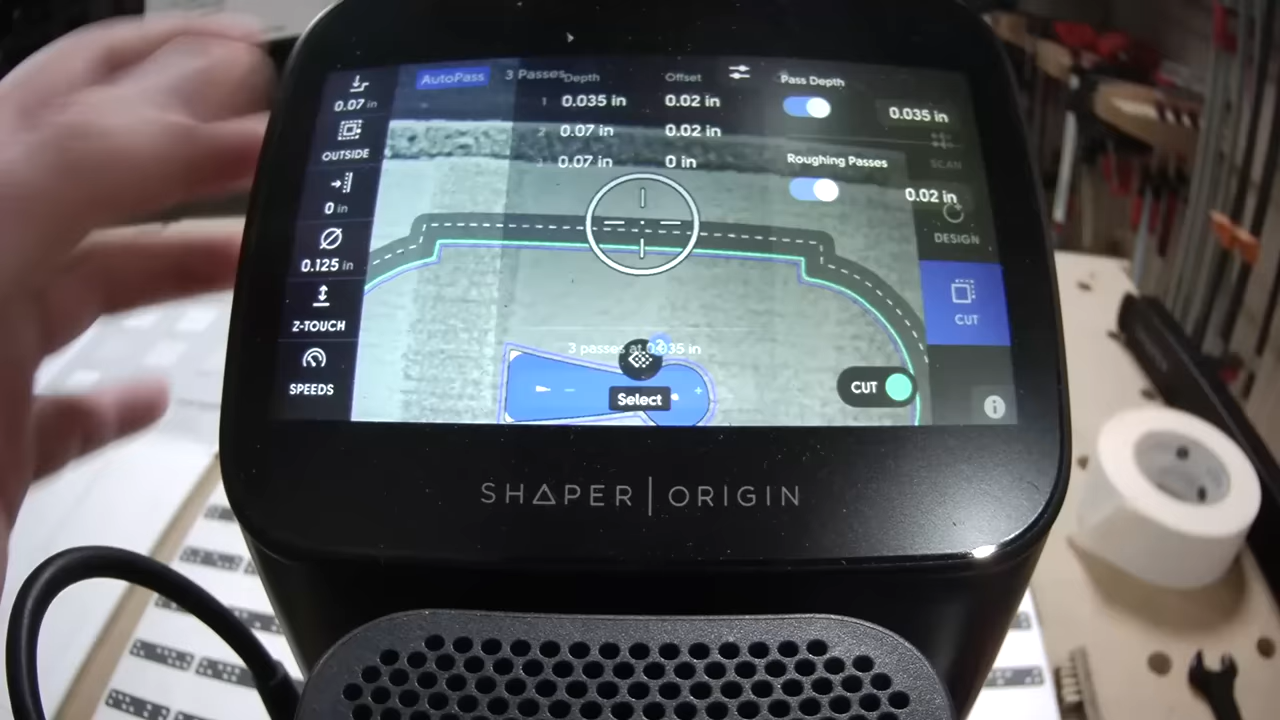 0.07 in
OUTSIDE
0 in
0.125 in
Z-TOUCH
SPEEDS
AutoPass 3 Passes
Depth Offset
1 0.035 in 0.02 in
2 0.07 in 0.02 in
3 0.07 in 0 in
Pass Depth
0.035 in
SCAN
Roughing Passes
0.02 in
DESIGN
CUT
3 passes at 0.035 in
2
Select
CUT
SHAPER | ORIGIN